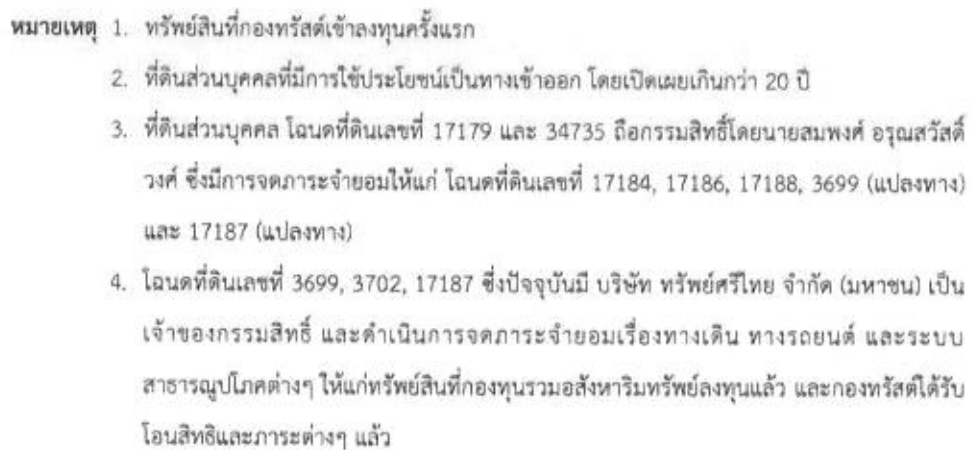 หมายเหตุ 1. ทรัพย์สินที่กองทรัสต์เข้าลงทุนครั้งแรก
2. ที่ดินส่วนบุคคลที่มีการใช้ประโยชน์เป็นทางเข้าออก โดยเปิดเผยเกินกว่า 20 ปี
3. ที่ดินส่วนบุคคล โฉนดที่ดินเลขที่ 17179 และ 34735 ถือกรรมสิทธิ์โดยนายสมพงศ์ อรุณสวัสดิ์
วงศ์ ซึ่งมีการจดภาระจำยอมให้แก่ โฉนดที่ดินเลขที่ 17184, 17186, 17188, 3699 (แปลงทาง)
และ 17187 (แปลงทาง)
4. โฉนดที่ดินเลขที่ 3699, 3702, 17187 ซึ่งปัจจุบันมี บริษัท ทรัพย์ศรีไทย จำกัด (มหาชน) เป็น
เจ้าของกรรมสิทธิ์ และดำเนินการจดภาระจำยอมเรื่องทางเดิน ทางรถยนต์ และระบบ
สาธารณูปโภคต่างๆ ให้แก่ทรัพย์สินที่กองทุนรวมอสังหาริมทรัพย์ลงทุนแล้ว และกองทรัสต์ได้รับ
โอนสิทธิและภาระต่างๆ แล้ว